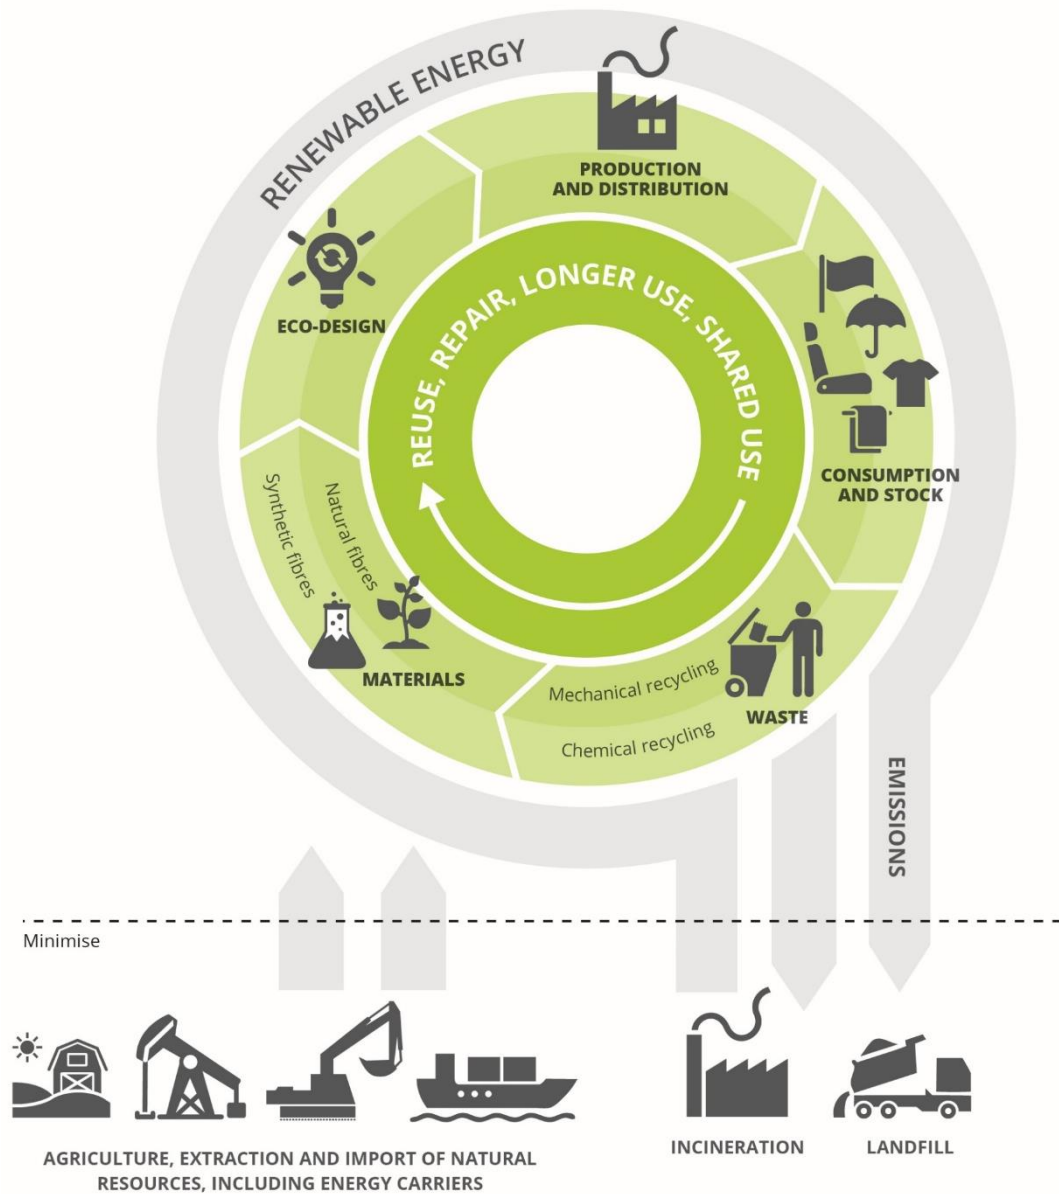 RENEWABLE ENERGY
PRODUCTION
AND DISTRIBUTION
ECO-DESIGN
REUSE, REPAIR, LONGER USE, SHARED USE
CONSUMPTION
AND STOCK
Synthetic fibres
Natural fibres
MATERIALS
Mechanical recycling
WASTE
Chemical recycling
EMISSIONS
Minimise
INCINERATION
LANDFILL
AGRICULTURE, EXTRACTION AND IMPORT OF NATURAL
RESOURCES, INCLUDING ENERGY CARRIERS